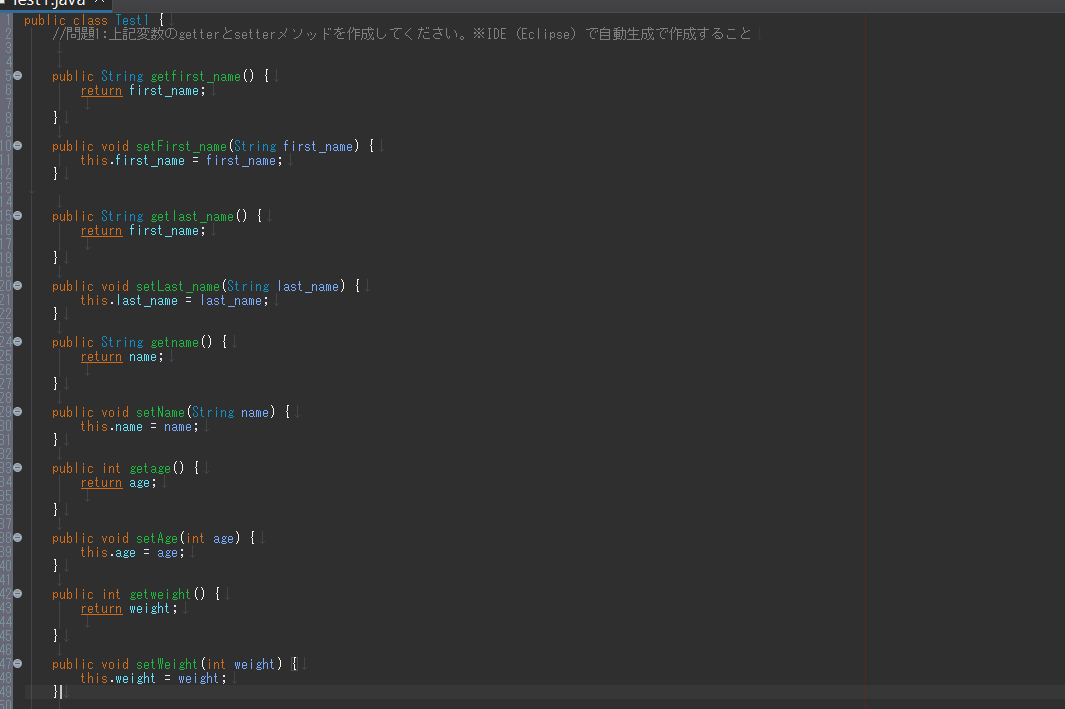 Test1.java
1 public class Test1 {
2 //問題1:上記変数のgetterとsetterメソッドを作成してください。※IDE（Eclipse）で自動生成で作成すること
3
4
5 public String getfirst_name() {
6 return first_name;
7
8 }
9
10 public void setFirst_name(String first_name) {
11 this.first_name = first_name;
12 }
13
14
15 public String getlast_name() {
16 return first_name;
17
18 }
19
20 public void setLast_name(String last_name) {
21 this.last_name = last_name;
22 }
23
24 public String getname() {
25 return name;
26
27 }
28
29 public void setName(String name) {
30 this.name = name;
31 }
32
33 public int getage() {
34 return age;
35
36 }
37
38 public void setAge(int age) {
39 this.age = age;
40 }
41
42 public int getweight() {
43 return weight;
44
45 }
46
47 public void setWeight(int weight) {
48 this.weight = weight;
49 }
50